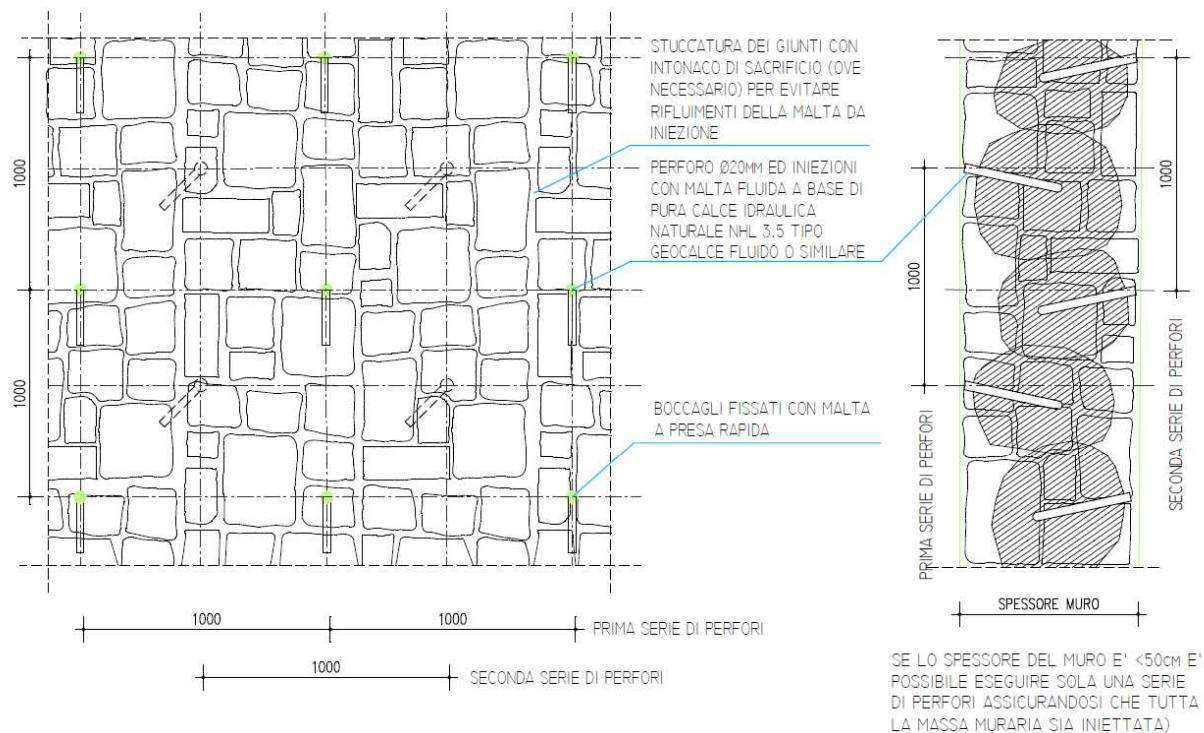 STUCCATURA DEI GIUNTI CON
INTONACO DI SACRIFICIO (OVE
NECESSARIO) PER EVITARE
RIFLUIMENTI DELLA MALTA DA
INIEZIONE
PERFORO Ø20MM ED INIEZIONI
CON MALTA FLUIDA A BASE DI
PURA CALCE IDRAULICA
NATURALE NHL 3.5 TIPO
GEOCALCE FLUIDO O SIMILARE
BOCCAGLI FISSATI CON MALTA
A PRESA RAPIDA
1000
1000
1000
1000
PRIMA SERIE DI PERFORI
1000
SECONDA SERIE DI PERFORI
1000
1000
PRIMA SERIE DI PERFORI
SECONDA SERIE DI PERFORI
SPESSORE MURO
SE LO SPESSORE DEL MURO E' <50CM E'
POSSIBILE ESEGUIRE SOLA UNA SERIE
DI PERFORI ASSICURANDOSI CHE TUTTA
LA MASSA MURARIA SIA INIETTATA)